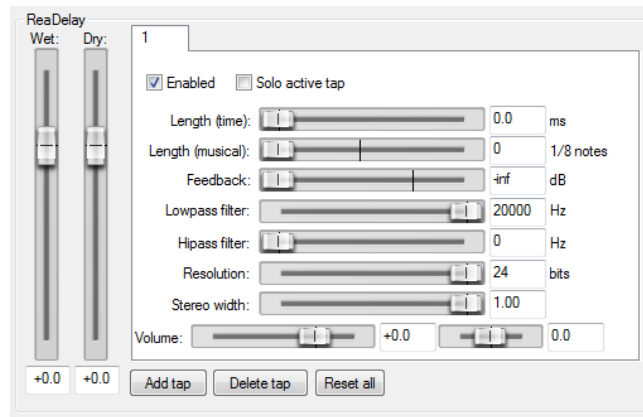 ReaDelay
Wet: Dry: 1
Enabled Solo active tap
Length (time): 0.0 ms
Length (musical): 0 1/8 notes
Feedback: -inf dB
Lowpass filter: 20000 Hz
Hipass filter: 0 Hz
Resolution: 24 bits
Stereo width: 1.00
Volume: +0.0 0.0
+0.0 +0.0 Add tap Delete tap Reset all